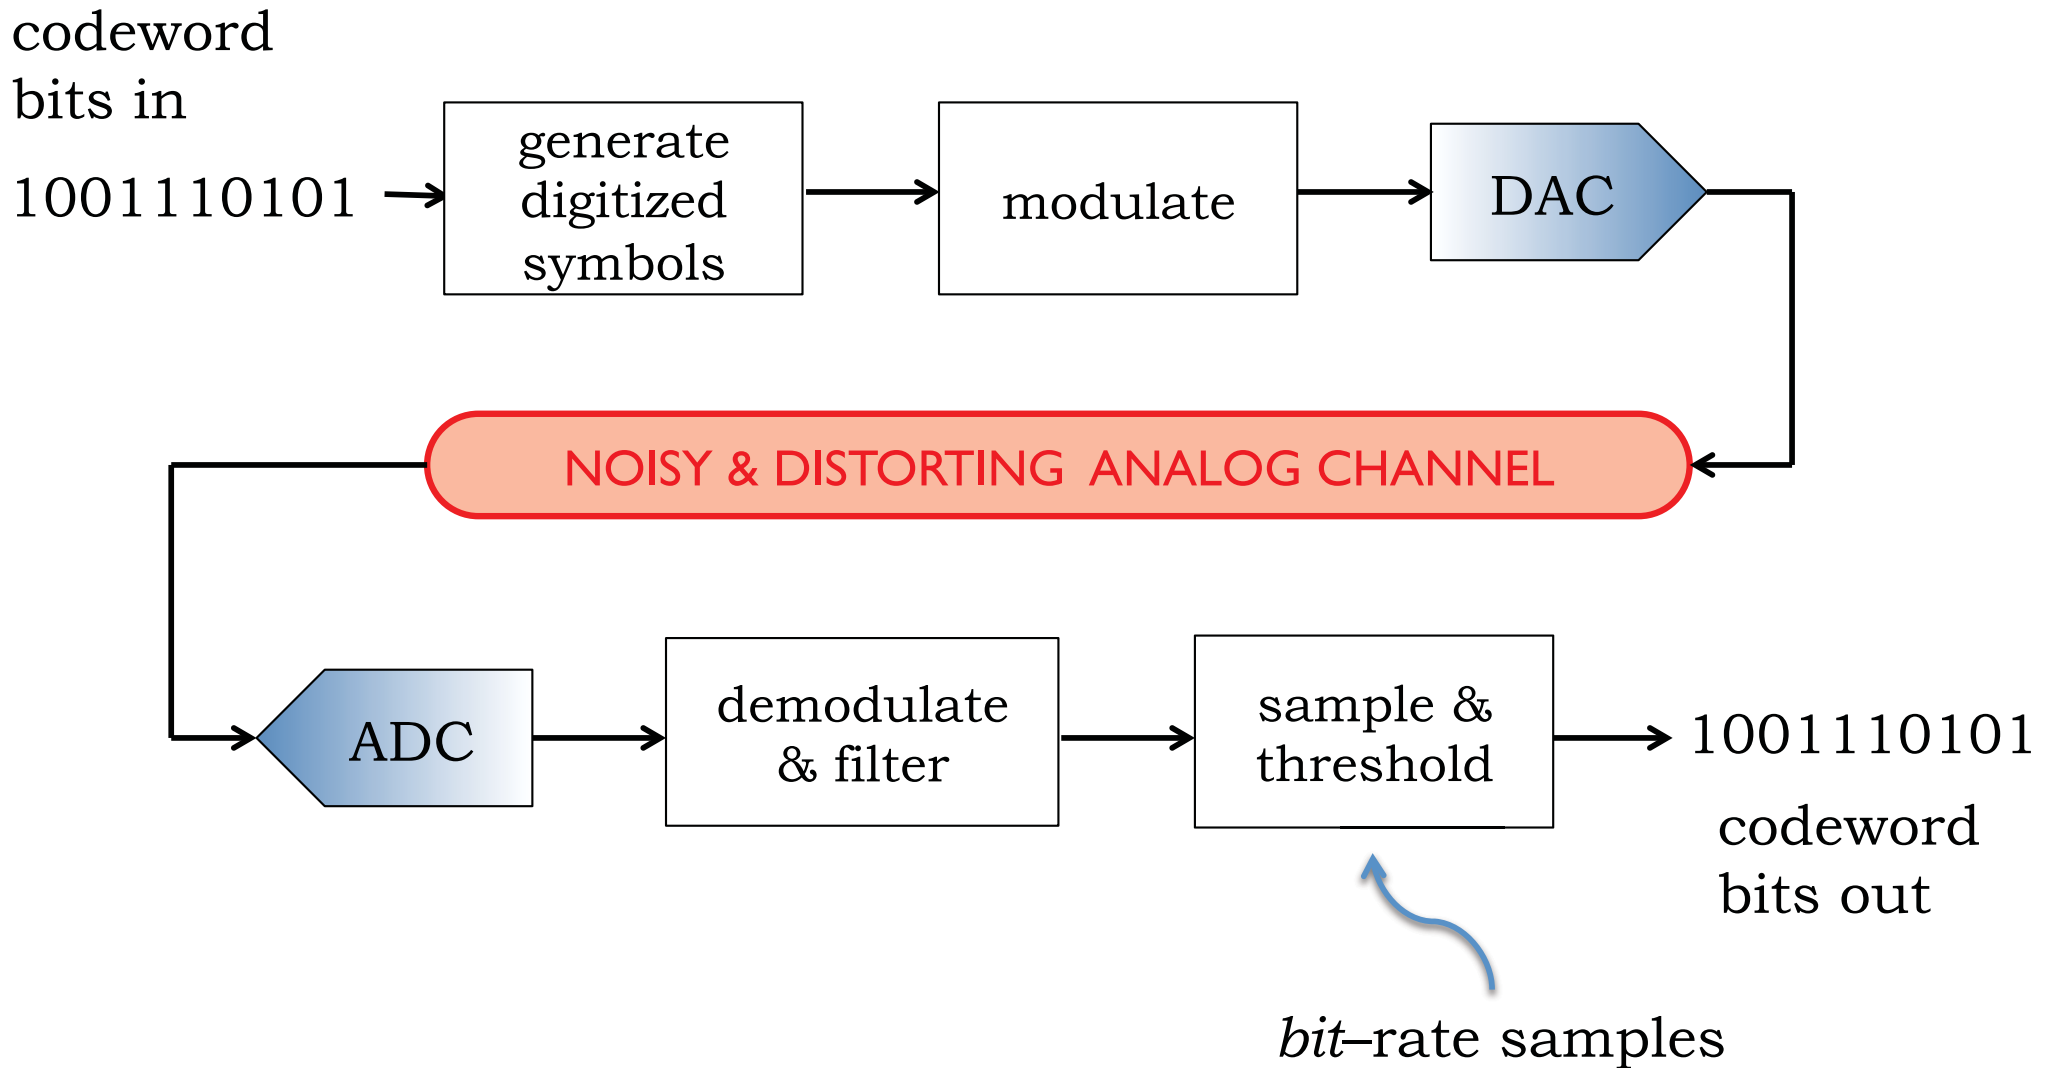 codeword
bits in
1001110101
generate
digitized
symbols
modulate
DAC
NOISY & DISTORTING ANALOG CHANNEL
ADC
demodulate
& filter
sample &
threshold
1001110101
codeword
bits out
bit–rate samples